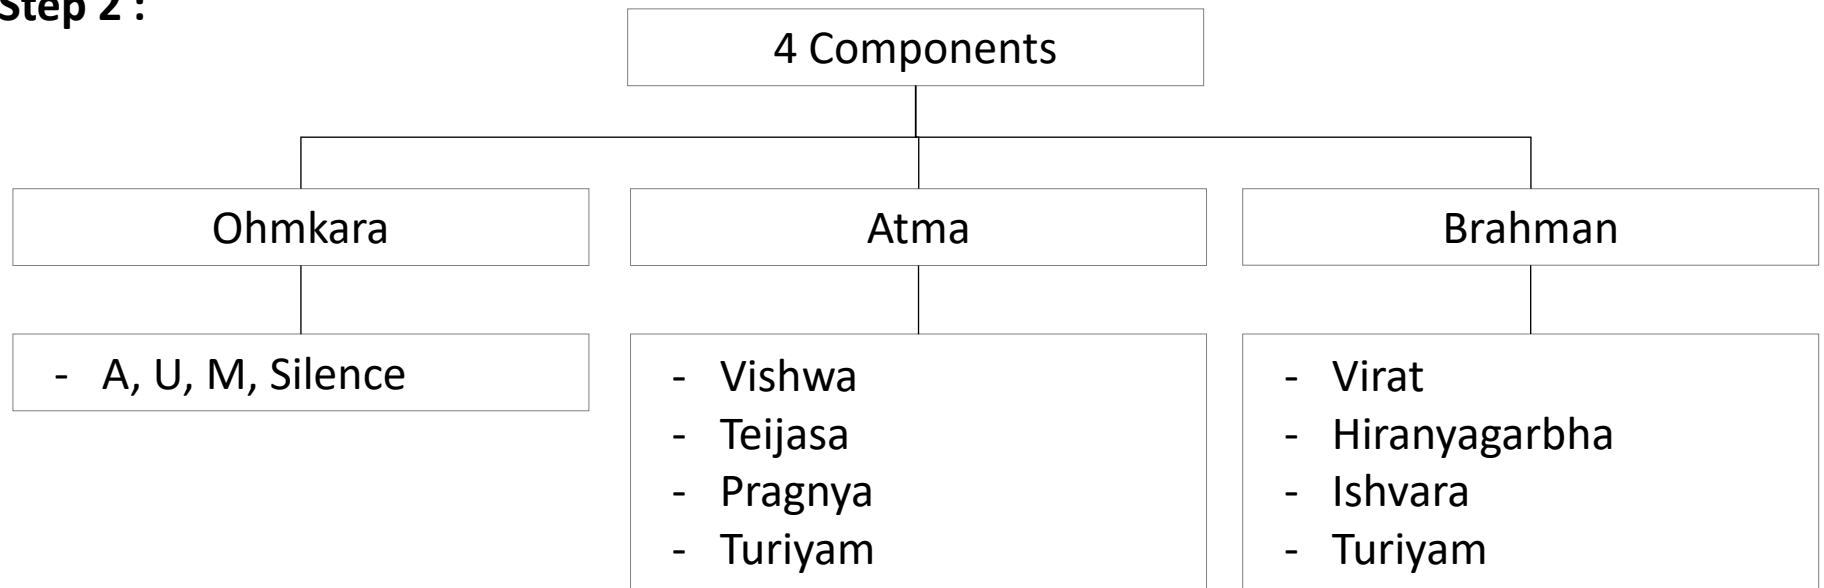 Step 2 :
4 Components
Ohmkara
Atma
Brahman
- A, U, M, Silence
- Vishwa
- Teijasa
- Pragnya
- Turiyam
- Virat
- Hiranyagarbha
- Ishvara
- Turiyam